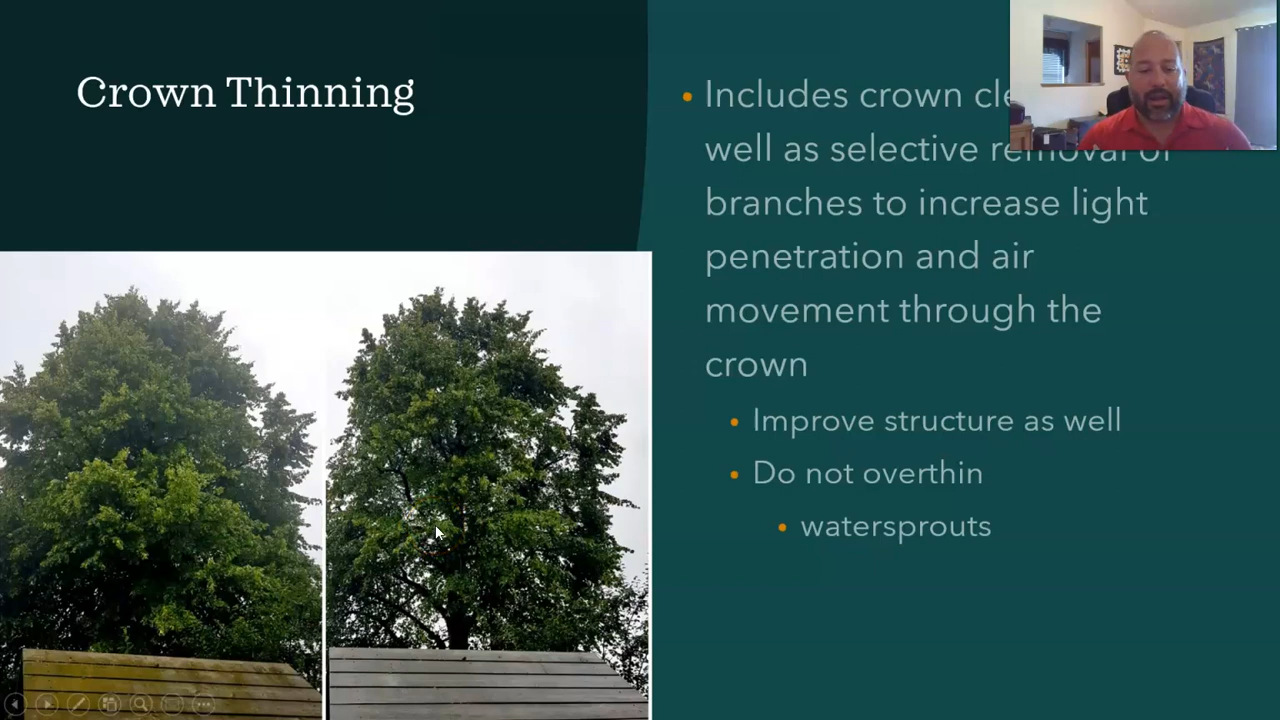 Crown Thinning
Includes crown
well as selective removal of
branches to increase light
penetration and air
movement through the
crown
Improve structure as well
Do not overthin
watersprouts